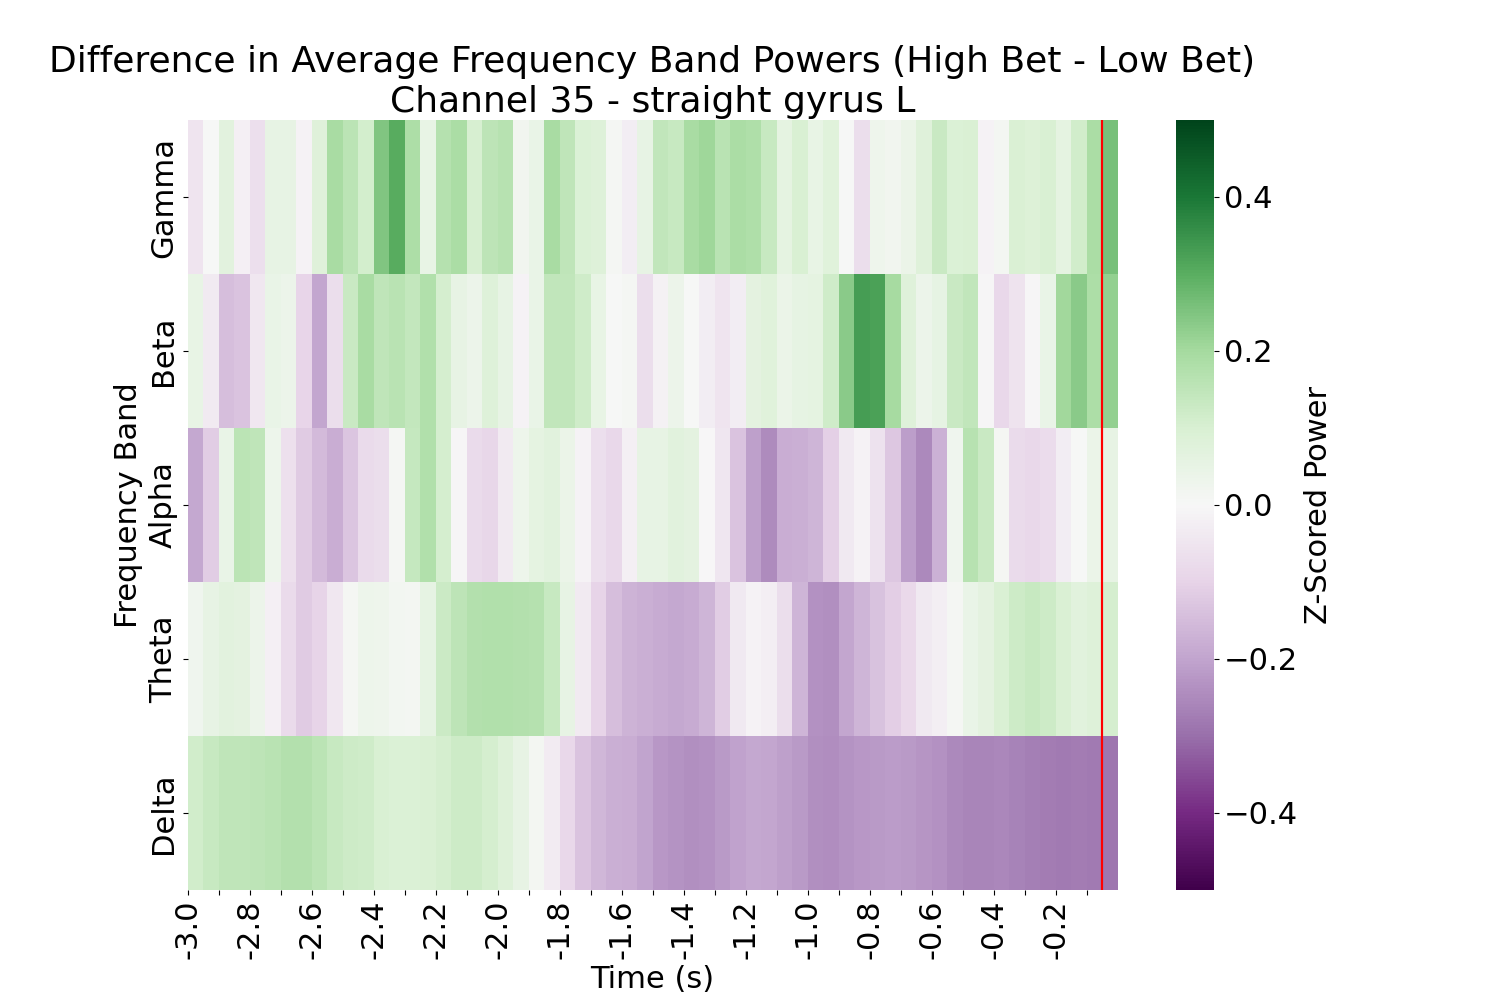 Difference in Average Frequency Band Powers (High Bet - Low Bet)
Channel 35 - straight gyrus L
Frequency Band
Gamma
Beta
Alpha
Theta
Delta
-3.0
-2.8
-2.6
-2.4
-2.2
-2.0
-1.8
-1.6
-1.4
-1.2
-1.0
-0.8
-0.6
-0.4
-0.2
Time (s)
0.4
0.2
0.0
−0.2
−0.4
Z-Scored Power